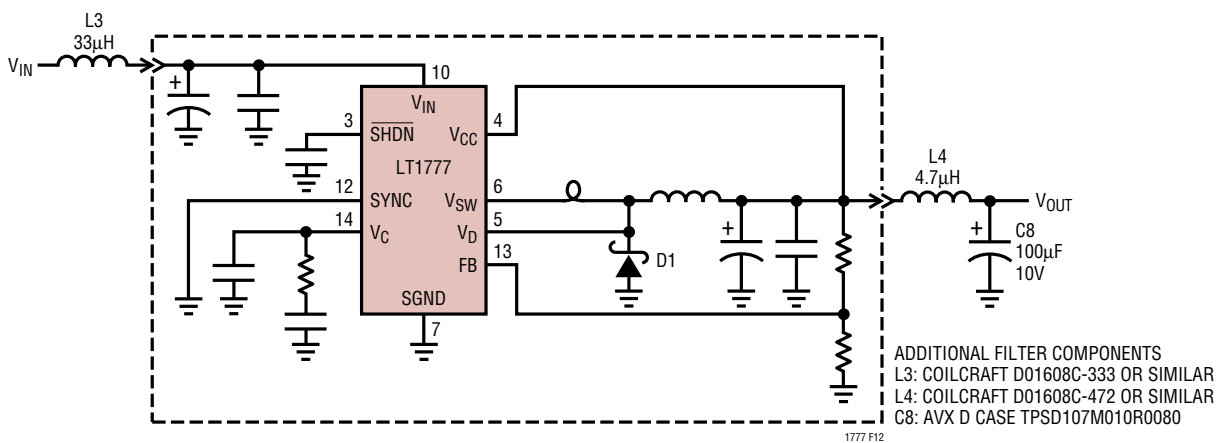 L3
33µH
V_IN
+
10
V_IN
3
SHDN
4
V_CC
LT1777
12
SYNC
6
V_SW
14
V_C
5
V_D
13
FB
SGND
7
D1
+
L4
4.7µH
V_OUT
+
C8
100µF
10V
ADDITIONAL FILTER COMPONENTS
L3: COILCRAFT D01608C-333 OR SIMILAR
L4: COILCRAFT D01608C-472 OR SIMILAR
C8: AVX D CASE TPSD107M010R0080
1777 F12